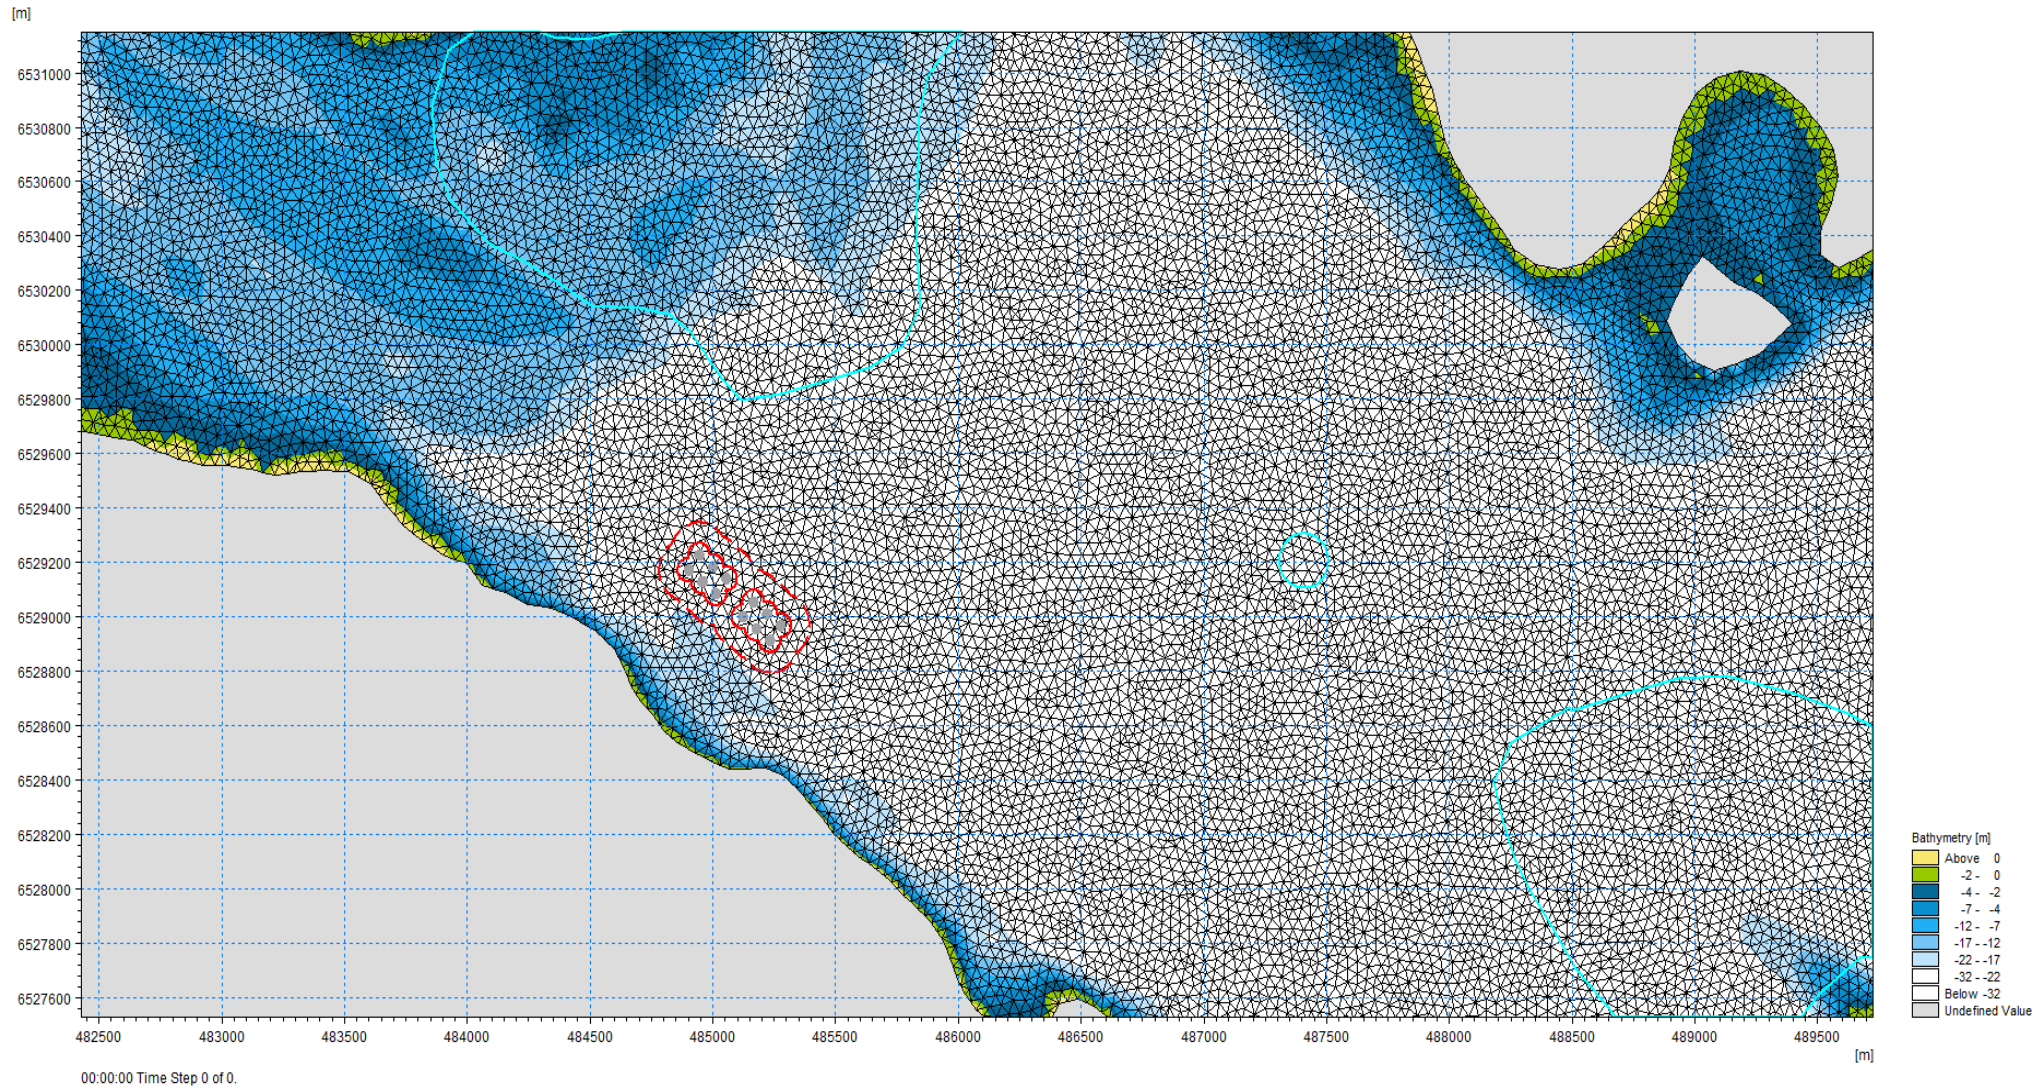 [m]
6531000
6530800
6530600
6530400
6530200
6530000
6529800
6529600
6529400
6529200
6529000
6528800
6528600
6528400
6528200
6528000
6527800
6527600
482500 483000 483500 484000 484500 485000 485500 486000 486500 487000 487500 488000 488500 489000 489500
[m]
Bathymetry [m]
Above 0
-2 - 0
-4 - -2
-7 - -4
-12 - -7
-17 - -12
-22 - -17
-32 - -22
Below -32
Undefined Value
00:00:00 Time Step 0 of 0.